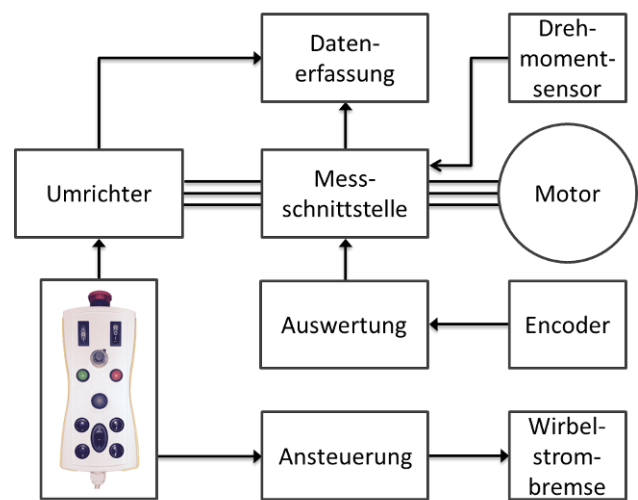 Daten-
erfassung
Dreh-
moment-
sensor
Umrichter
Mess-
schnittstelle
Motor
Auswertung
Encoder
Ansteuerung
Wirbel-
strom-
bremse